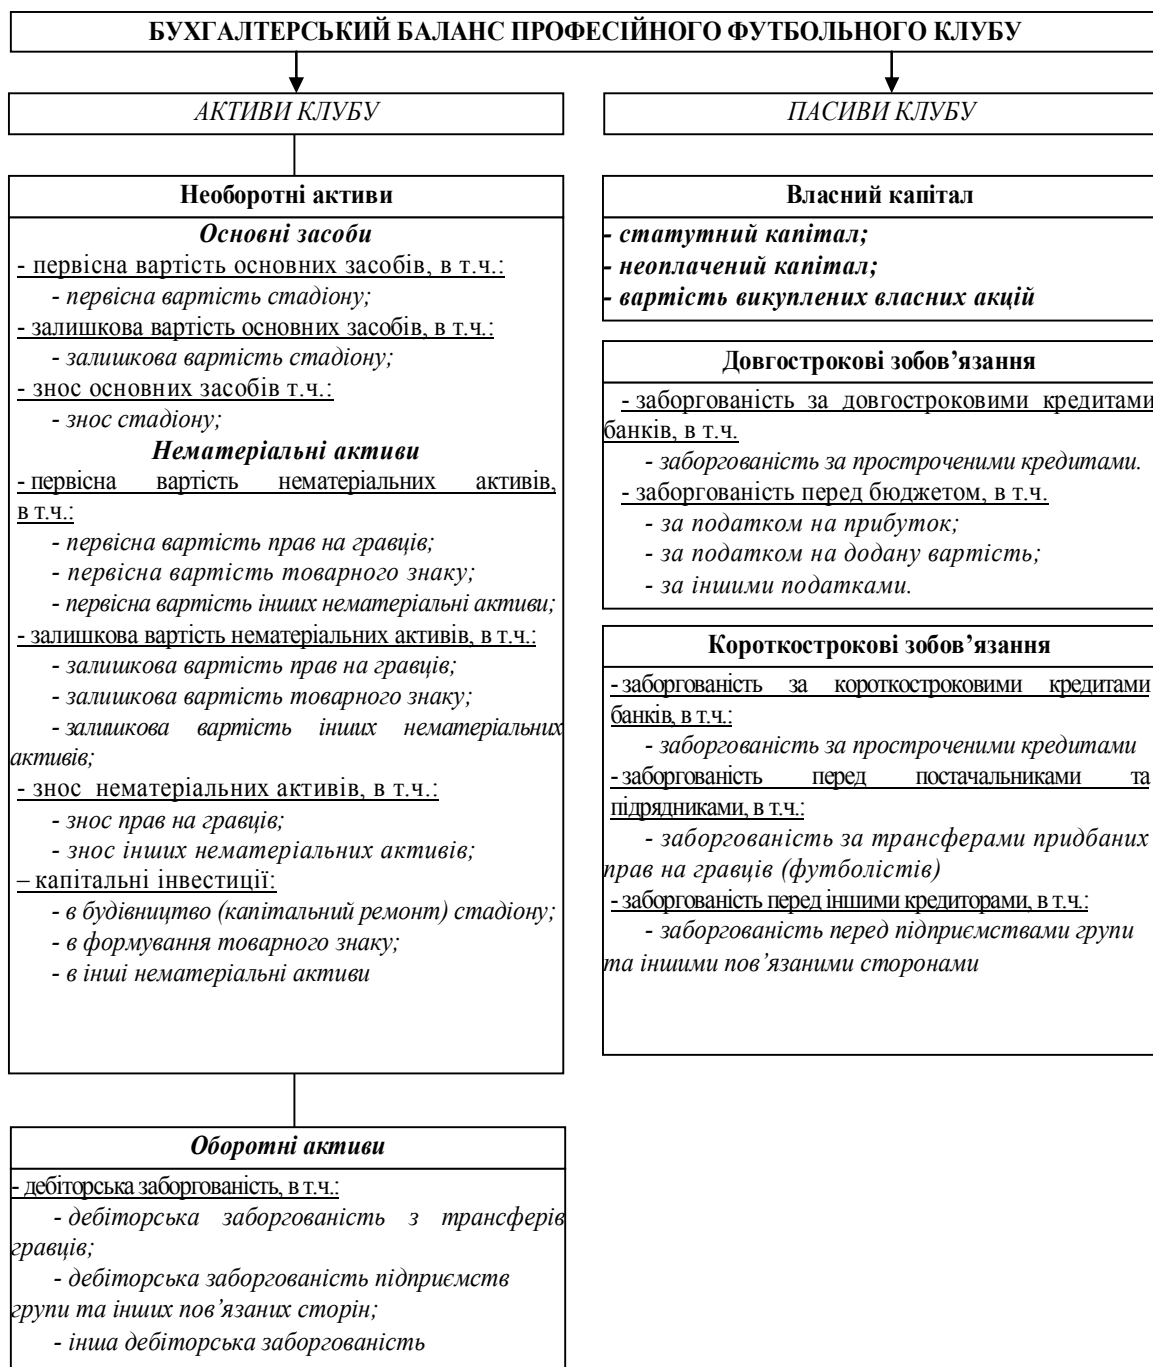 БУХГАЛТЕРСЬКИЙ БАЛАНС ПРОФЕСІЙНОГО ФУТБОЛЬНОГО КЛУБУ
АКТИВИ КЛУБУ
Необоротні активи
Основні засоби
- первісна вартість основних засобів, в т.ч.:
- первісна вартість стадіону;
- залишкова вартість основних засобів, в т.ч.:
- залишкова вартість стадіону;
- знос основних засобів т.ч.:
- знос стадіону;
Нематеріальні активи
- первісна вартість нематеріальних активів,
в т.ч.:
- первісна вартість прав на гравців;
- первісна вартість товарного знаку;
- первісна вартість інших нематеріальні активи;
- залишкова вартість нематеріальних активів, в т.ч.:
- залишкова вартість прав на гравців;
- залишкова вартість товарного знаку;
- залишкова вартість інших нематеріальних
активів;
- знос нематеріальних активів, в т.ч.:
- знос прав на гравців;
- знос інших нематеріальних активів;
– капітальні інвестиції:
- в будівництво (капітальний ремонт) стадіону;
- в формування товарного знаку;
- в інші нематеріальні активи
Оборотні активи
- дебіторська заборгованість, в т.ч.:
- дебіторська заборгованість з трансферів
гравців;
- дебіторська заборгованість підприємств
групи та інших пов’язаних сторін;
- інша дебіторська заборгованість
ПАСИВИ КЛУБУ
Власний капітал
- статутний капітал;
- неоплачений капітал;
- вартість викуплених власних акцій
Довгострокові зобов’язання
- заборгованість за довгостроковими кредитами
банків, в т.ч.
- заборгованість за простроченими кредитами.
- заборгованість перед бюджетом, в т.ч.
- за податком на прибуток;
- за податком на додану вартість;
- за іншими податками.
Короткострокові зобов’язання
- заборгованість за короткостроковими кредитами
банків, в т.ч.:
- заборгованість за простроченими кредитами
- заборгованість перед постачальниками та
підрядниками, в т.ч.:
- заборгованість за трансферами придбаних
прав на гравців (футболістів)
- заборгованість перед іншими кредиторами, в т.ч.:
- заборгованість перед підприємствами групи
та іншими пов’язаними сторонами